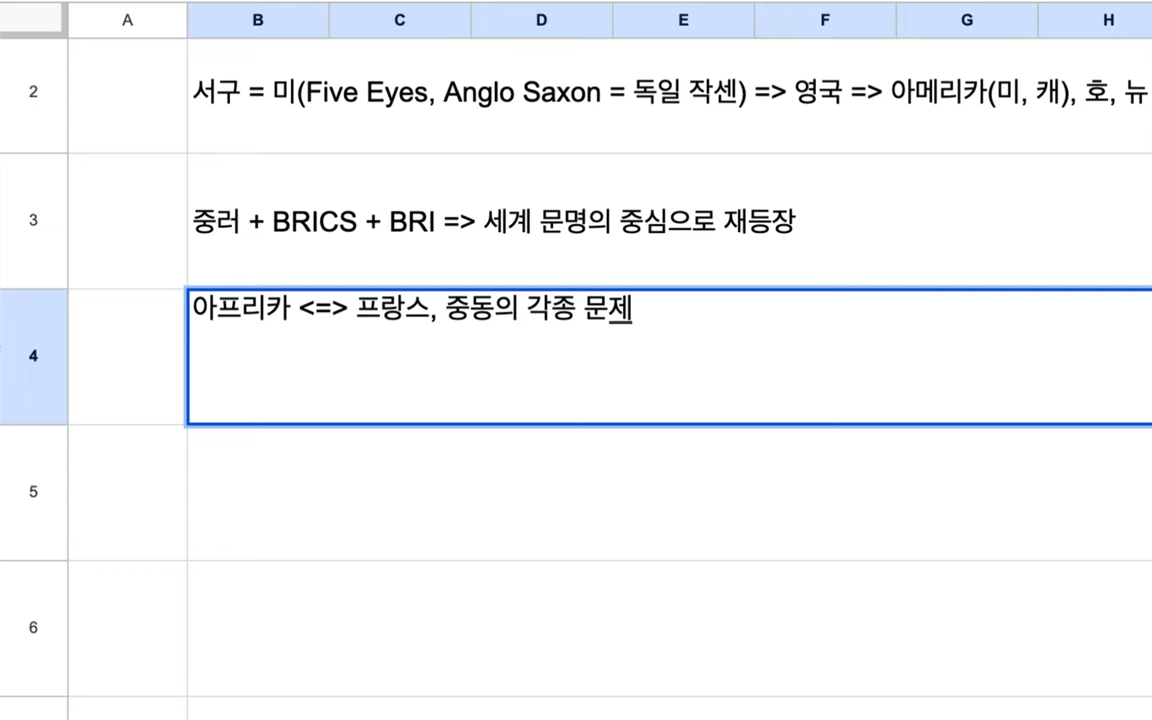 A B C D E F G H
2 서구 = 미(Five Eyes, Anglo Saxon = 독일 작센) => 영국 => 아메리카(미, 캐), 호, 뉴
3 중러 + BRICS + BRI => 세계 문명의 중심으로 재등장
4 아프리카 <=> 프랑스, 중동의 각종 문제
5
6